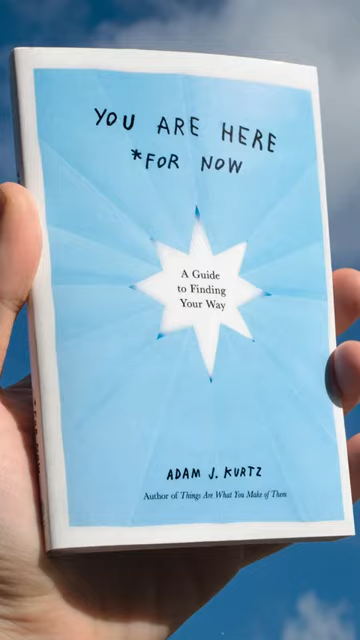 YOU ARE HERE
*FOR NOW
A Guide
to Finding
Your Way
ADAM J. KURTZ
Author of Things Are What You Make of Them